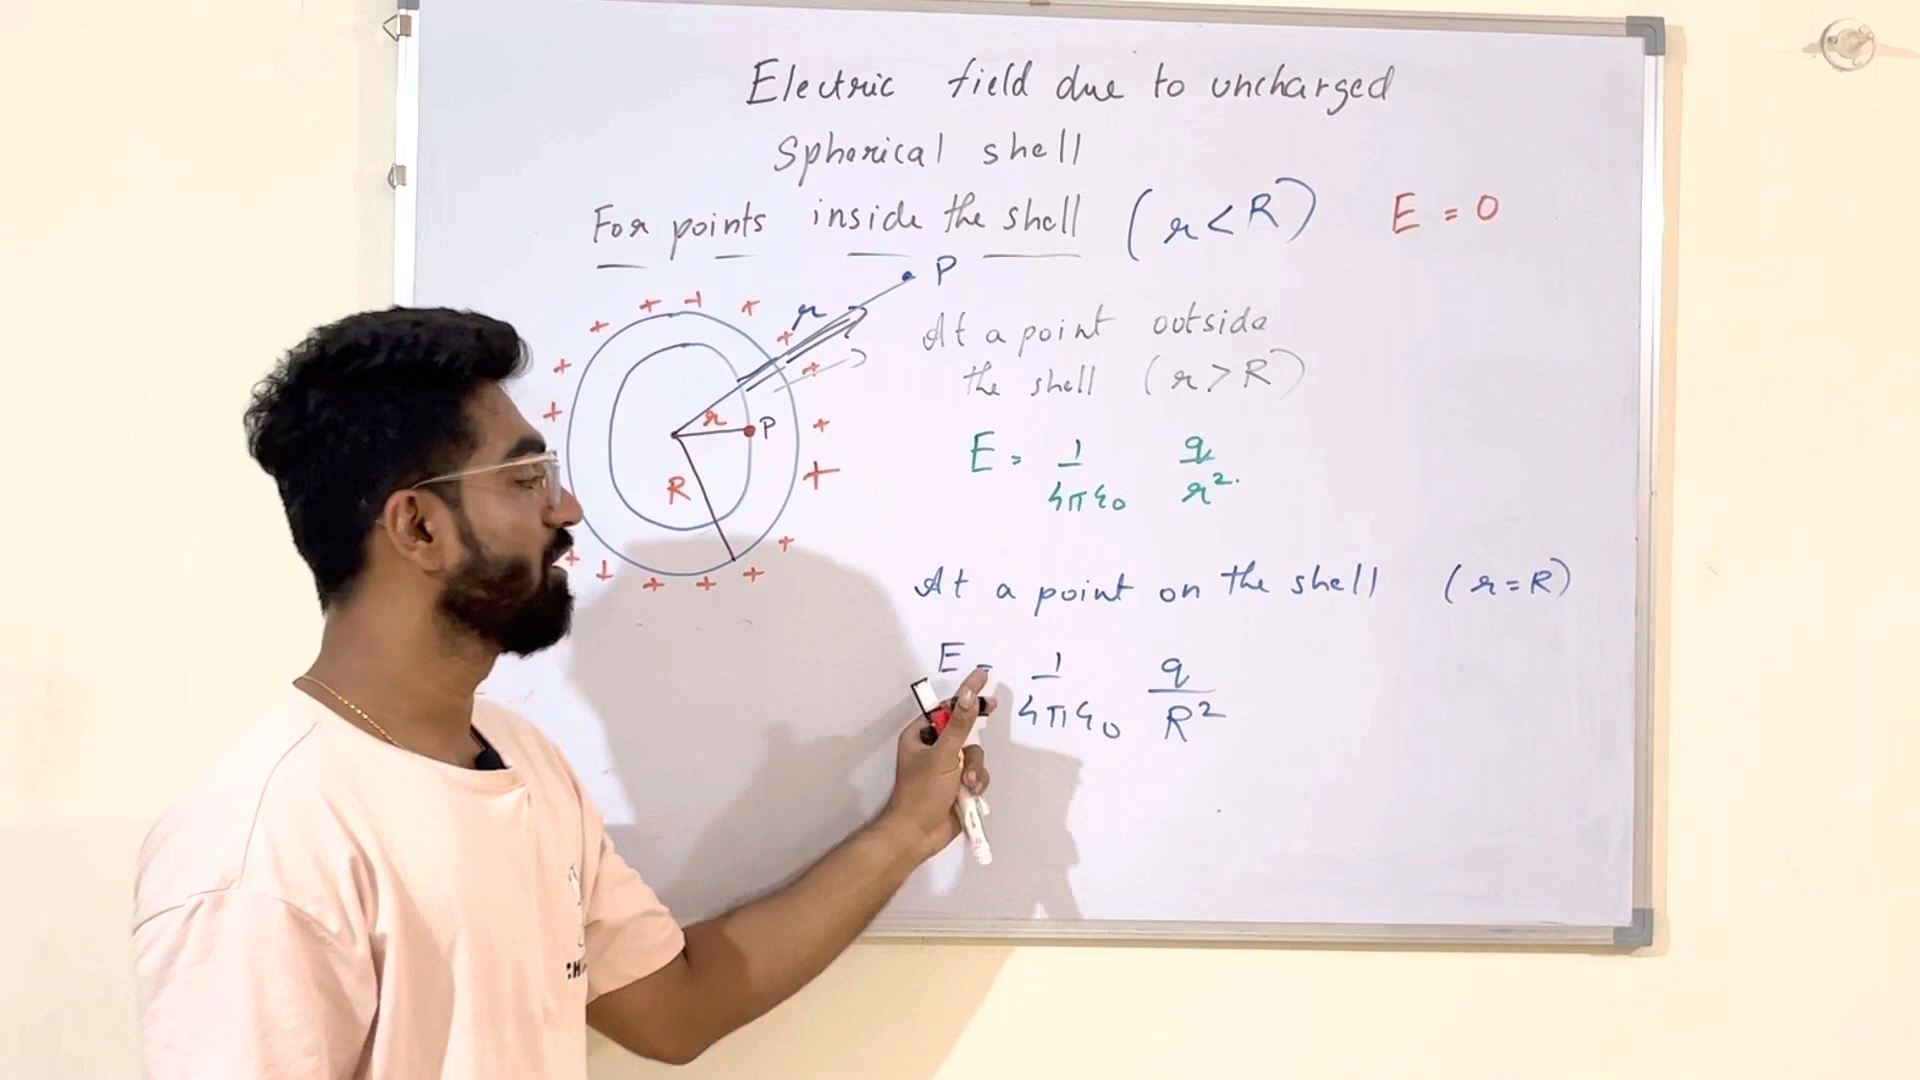 Electric field due to uncharged
Spherical shell
For points inside the shell (r < R) E = 0
P
r
At a point outside
the shell (r > R)
r P
R
E = 1/4πε₀ q/r².
At a point on the shell (r = R)
E = 1/4πε₀ q/R²